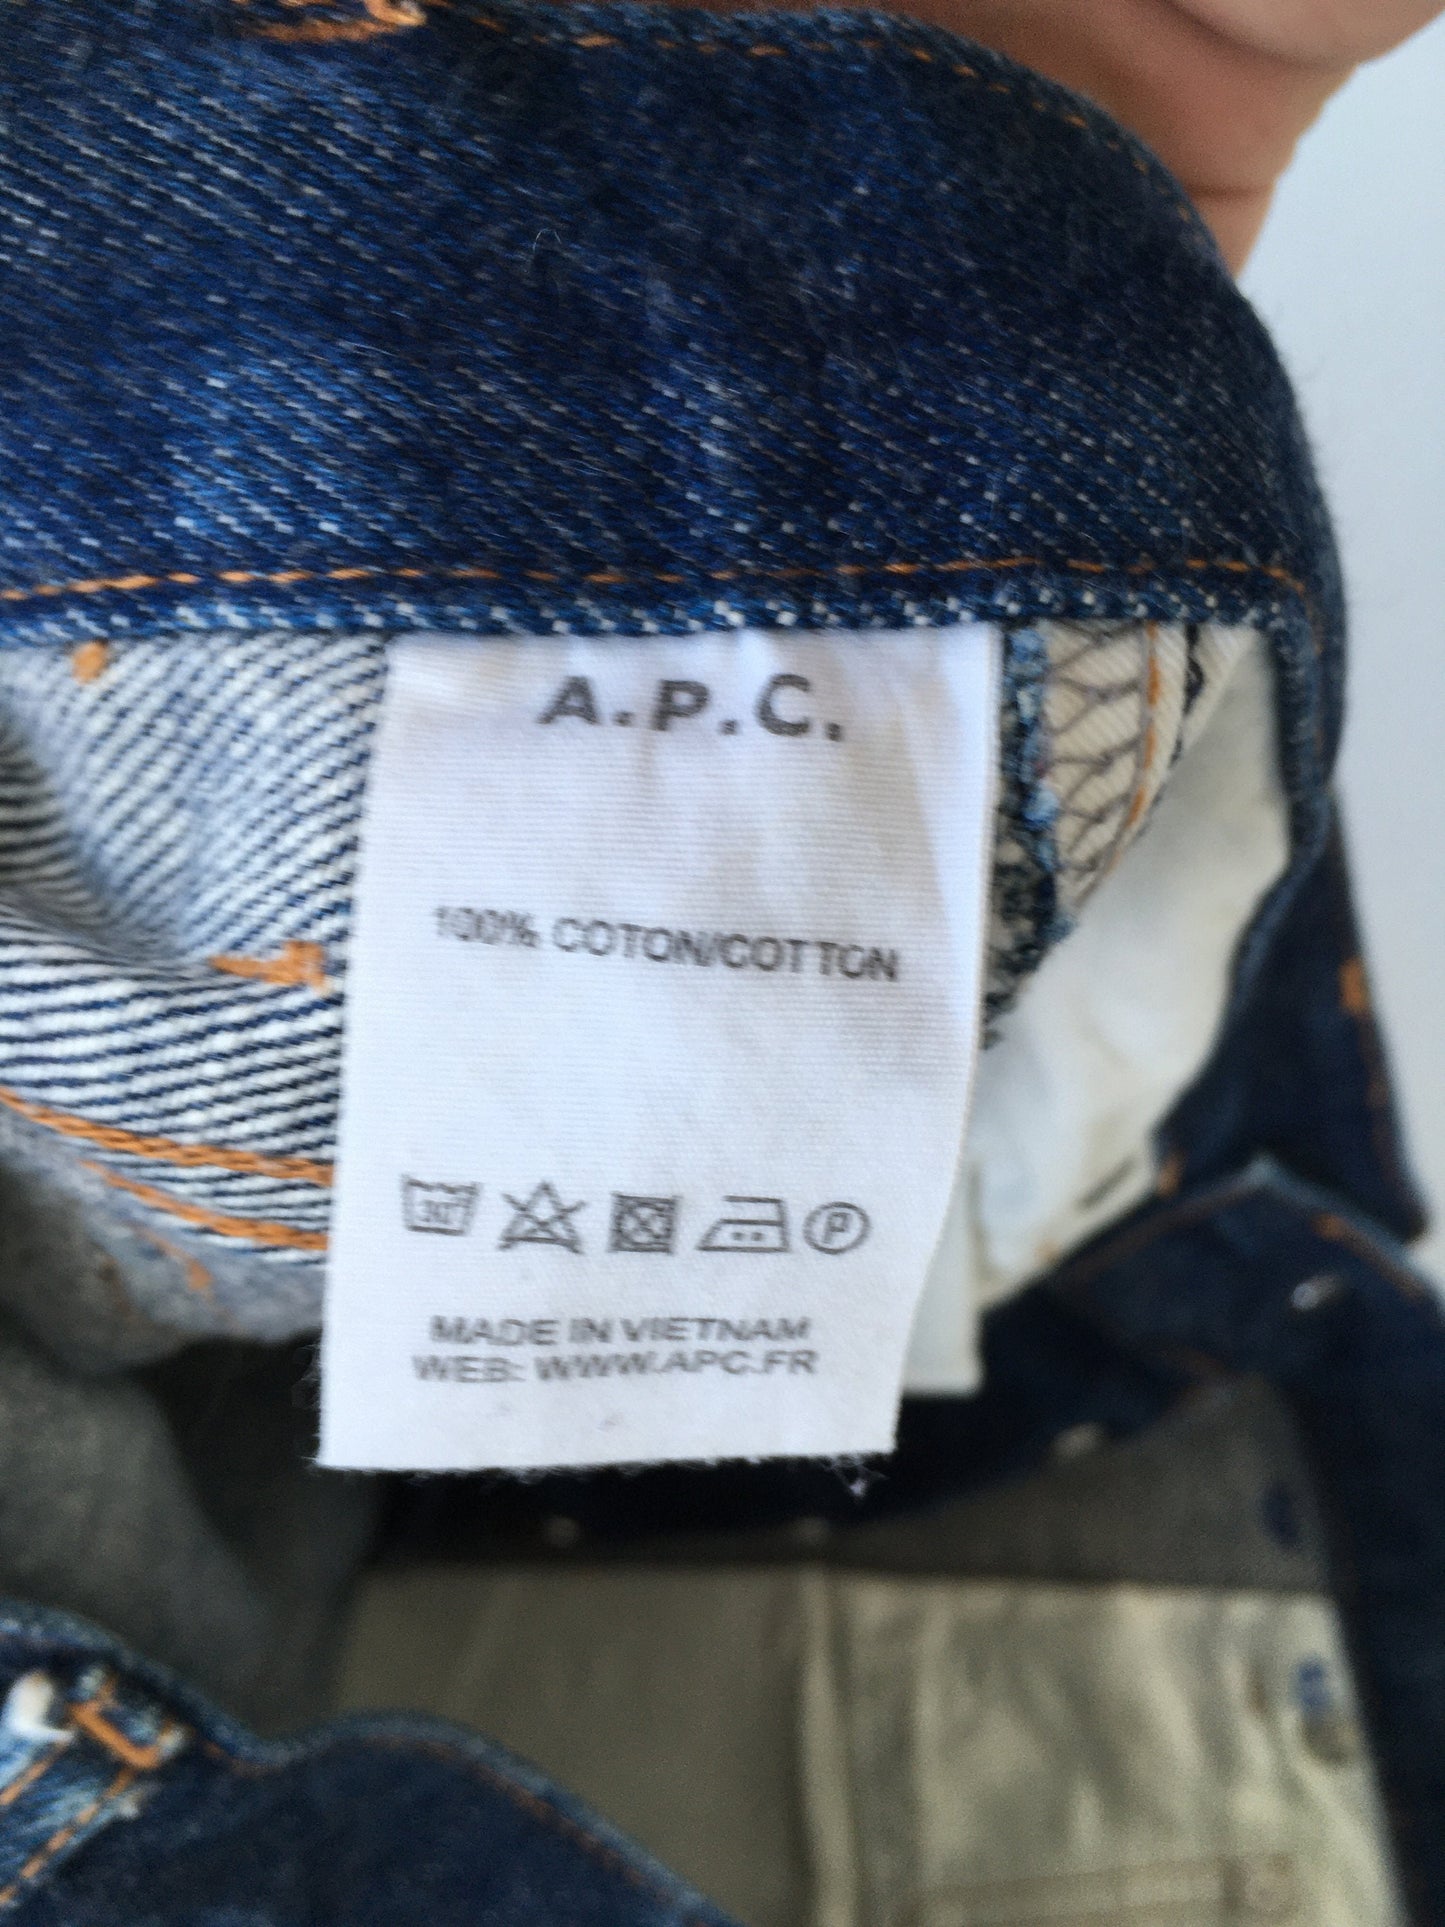 A.P.C.
100% COTON/COTTON
30
P
MADE IN VIETNAM
WEB: WWW.APC.FR